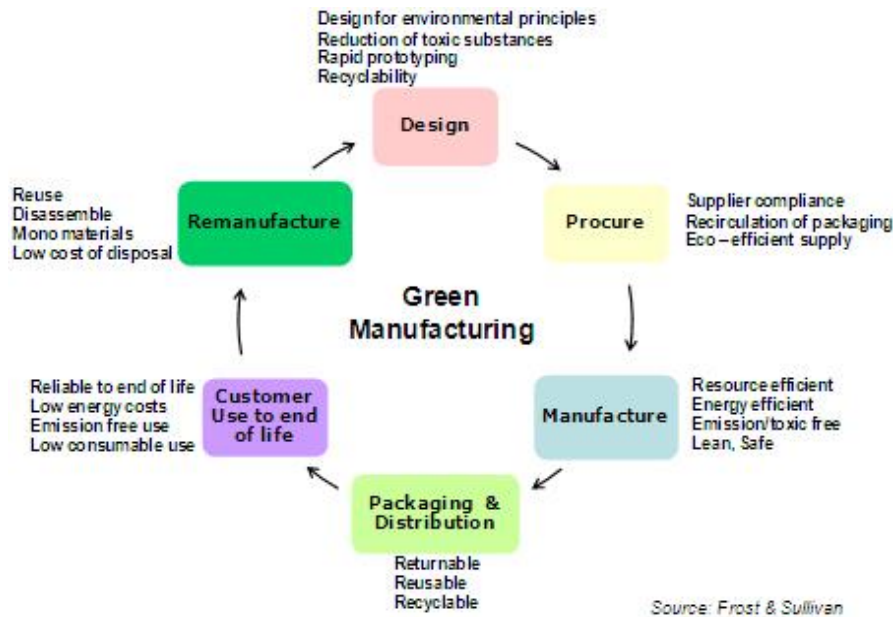 Design for environmental principles
Reduction of toxic substances
Rapid prototyping
Recyclability
Design
Reuse
Disassemble
Mono materials
Low cost of disposal
Remanufacture
Procure
Supplier compliance
Recirculation of packaging
Eco – efficient supply
Green
Manufacturing
Reliable to end of life
Low energy costs
Emission free use
Low consumable use
Customer
Use to end
of life
Manufacture
Resource efficient
Energy efficient
Emission/toxic free
Lean, Safe
Packaging &
Distribution
Returnable
Reusable
Recyclable
Source: Frost & Sullivan